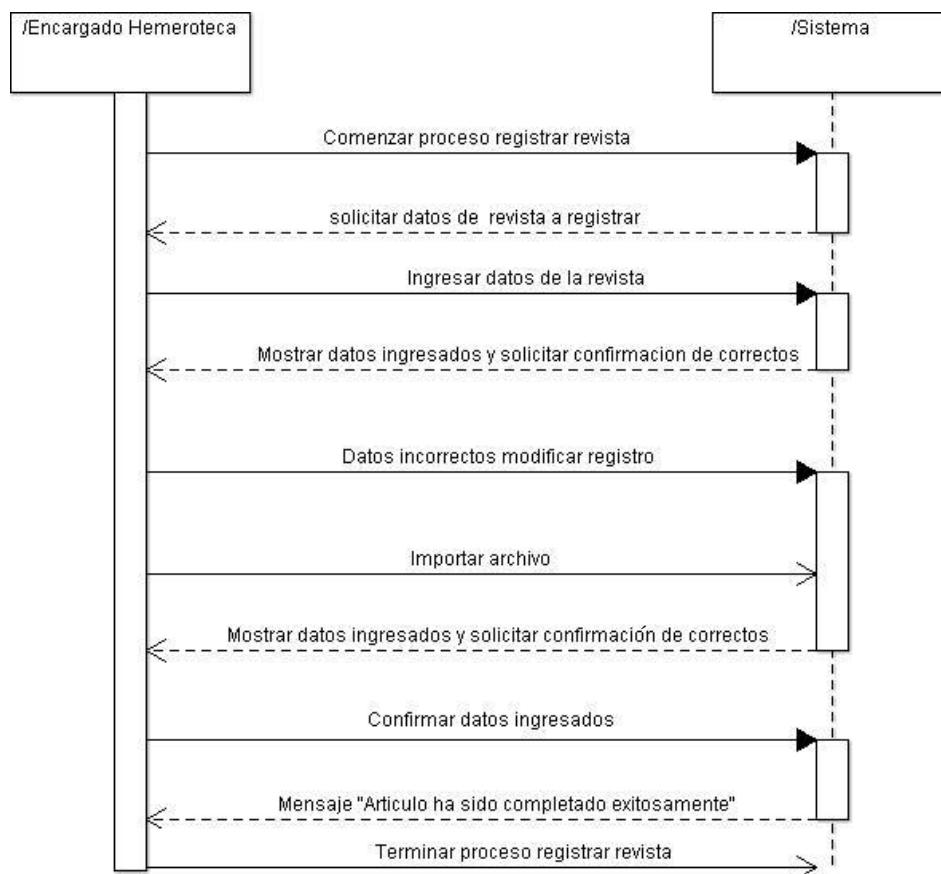 /Encargado Hemeroteca
/Sistema
Comenzar proceso registrar revista
solicitar datos de revista a registrar
Ingresar datos de la revista
Mostrar datos ingresados y solicitar confirmacion de correctos
Datos incorrectos modificar registro
Importar archivo
Mostrar datos ingresados y solicitar confirmación de correctos
Confirmar datos ingresados
Mensaje "Articulo ha sido completado exitosamente"
Terminar proceso registrar revista